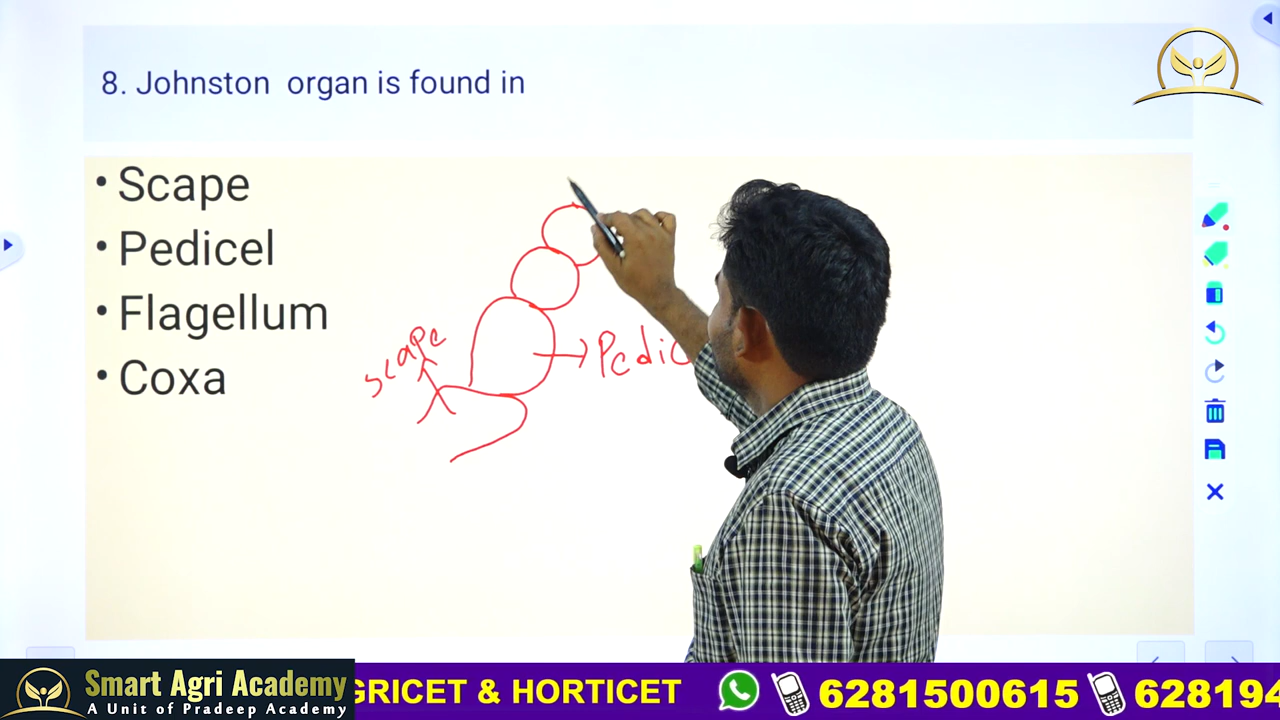 8. Johnston organ is found in
• Scape
• Pedicel
• Flagellum
• Coxa
scape
Smart Agri Academy
A Unit of Pradeep Academy
GRICET & HORTICET
6281500615
628194